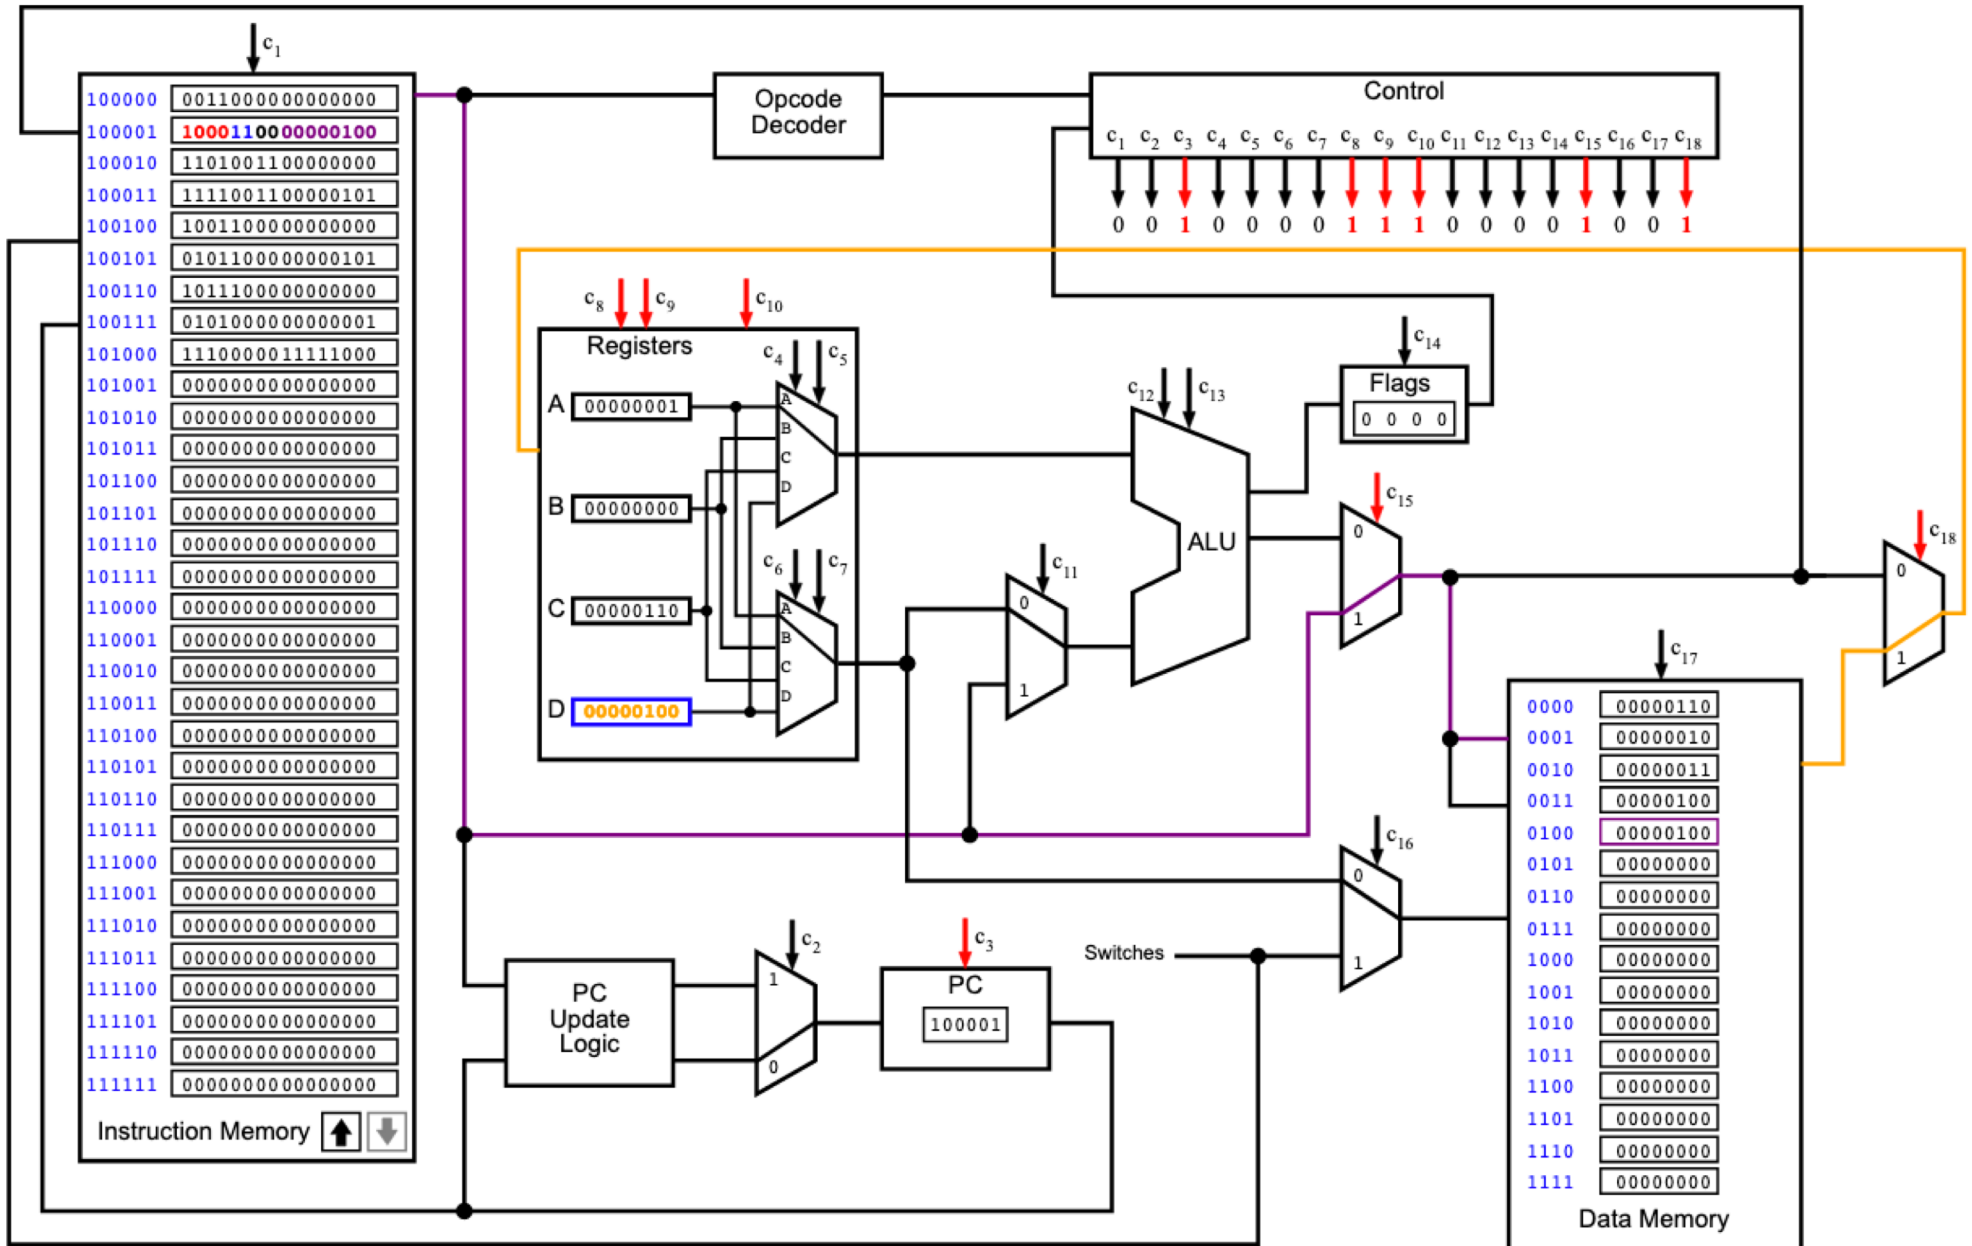 c1
100000 0011000000000000
100001 1000110000000100
100010 1101001100000000
100011 1111001100000101
100100 1001100000000000
100101 0101100000000101
100110 1011100000000000
100111 0101000000000001
101000 1110000011111000
101001 0000000000000000
101010 0000000000000000
101011 0000000000000000
101100 0000000000000000
101101 0000000000000000
101110 0000000000000000
101111 0000000000000000
110000 0000000000000000
110001 0000000000000000
110010 0000000000000000
110011 0000000000000000
110100 0000000000000000
110101 0000000000000000
110110 0000000000000000
110111 0000000000000000
111000 0000000000000000
111001 0000000000000000
111010 0000000000000000
111011 0000000000000000
111100 0000000000000000
111101 0000000000000000
111110 0000000000000000
111111 0000000000000000
Instruction Memory
Opcode
Decoder
Control
c1 c2 c3 c4 c5 c6 c7 c8 c9 c10 c11 c12 c13 c14 c15 c16 c17 c18
0 0 1 0 0 0 0 1 1 1 0 0 0 0 1 0 0 1
c8 c9 c10
Registers
c4 c5
A 00000001
B 00000000
C 00000110
D 00000100
A
B
C
D
c6 c7
A
B
C
D
c11
0
1
c12 c13
ALU
c14
Flags
0 0 0 0
c15
0
1
c18
0
1
c16
0
1
Switches
PC
Update
Logic
c2
1
0
c3
PC
100001
c17
0000 00000110
0001 00000010
0010 00000011
0011 00000100
0100 00000100
0101 00000000
0110 00000000
0111 00000000
1000 00000000
1001 00000000
1010 00000000
1011 00000000
1100 00000000
1101 00000000
1110 00000000
1111 00000000
Data Memory